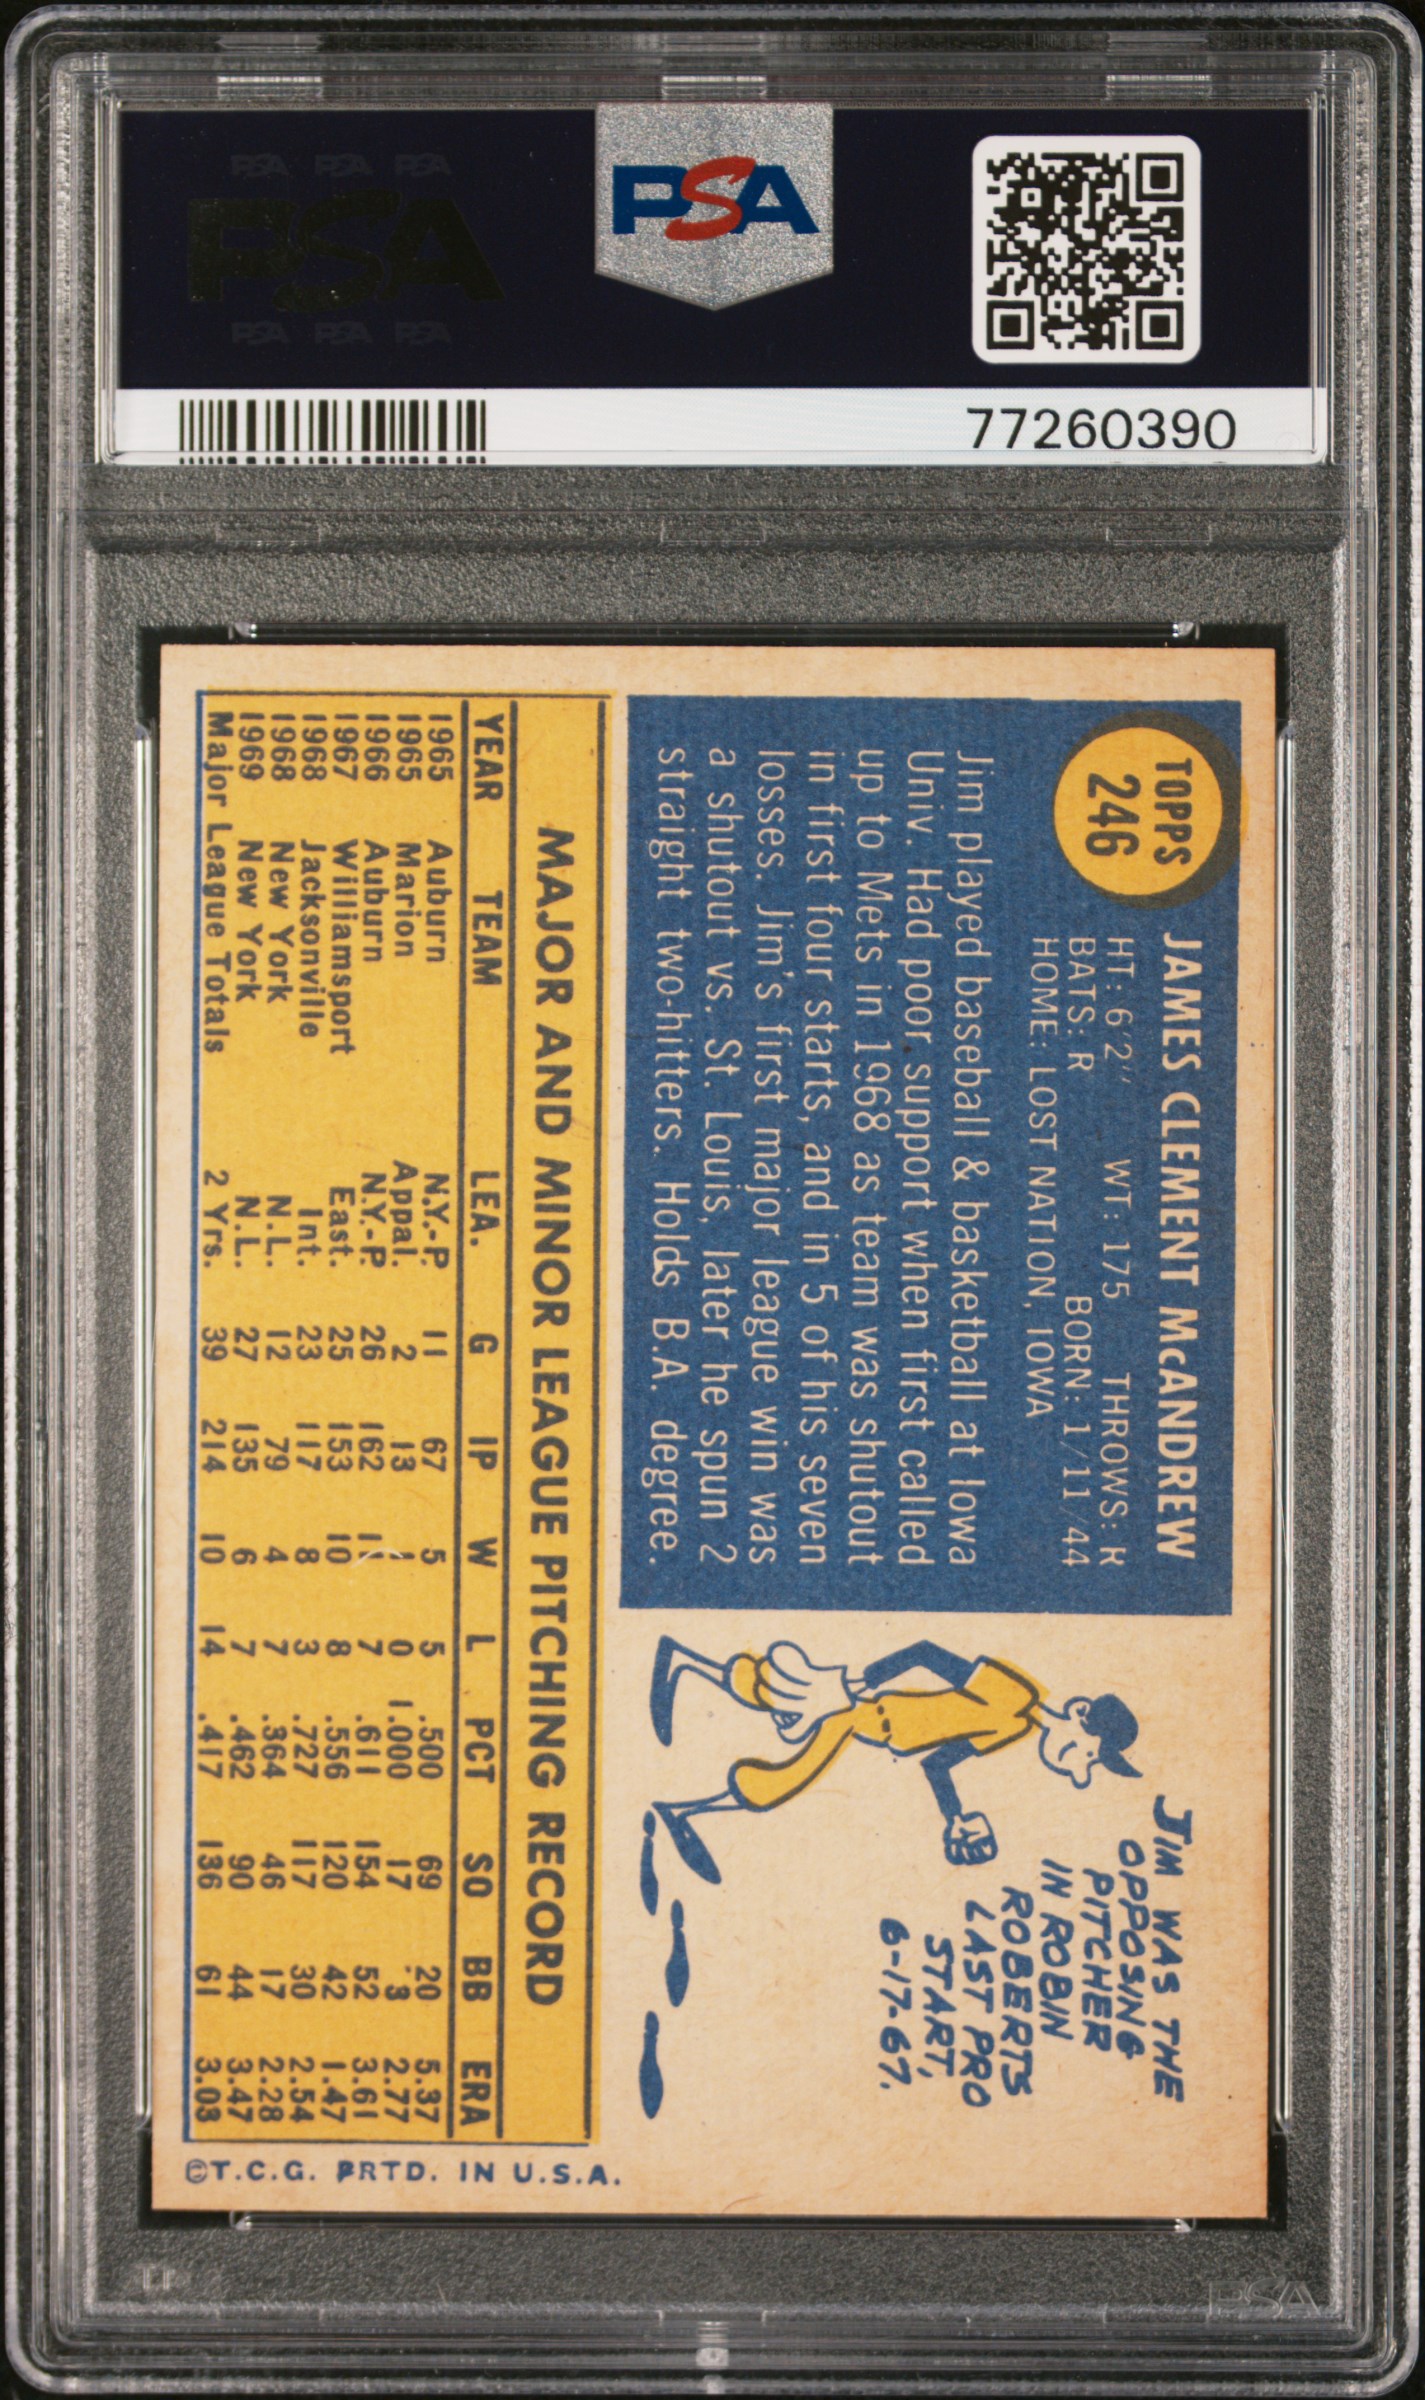 PSA PSA PSA
PSA
PSA PSA PSA
PSA
77260390
TOPPS
246
JAMES CLEMENT McANDREW
HT: 6'2" WT: 175 THROWS: R
BATS: R BORN: 1/11/44
HOME: LOST NATION, IOWA
Jim played baseball & basketball at Iowa
Univ. Had poor support when first called
up to Mets in 1968 as team was shutout
in first four starts, and in 5 of his seven
losses. Jim's first major league win was
a shutout vs. St. Louis, later he spun 2
straight two-hitters. Holds B.A. degree.
JIM WAS THE
OPPOSING
PITCHER
IN ROBIN
ROBERTS
LAST PRO
START,
6-17-67.
MAJOR AND MINOR LEAGUE PITCHING RECORD
YEAR TEAM LEA. G IP W L PCT SO BB ERA
1965 Auburn N.Y.-P. 11 67 5 5 .500 69 20 5.37
1965 Marion Appal. 2 13 1 0 1.000 17 3 2.77
1966 Auburn N.Y.-P. 26 162 11 7 .611 154 52 3.61
1967 Williamsport East. 25 153 10 8 .556 120 42 1.47
1968 Jacksonville Int. 23 117 8 3 .727 117 30 2.54
1968 New York N.L. 12 79 4 7 .364 46 17 2.28
1969 New York N.L. 27 135 6 7 .462 90 44 3.47
Major League Totals 2 Yrs. 39 214 10 14 .417 136 61 3.03
©T.C.G. PRTD. IN U.S.A.
PSA